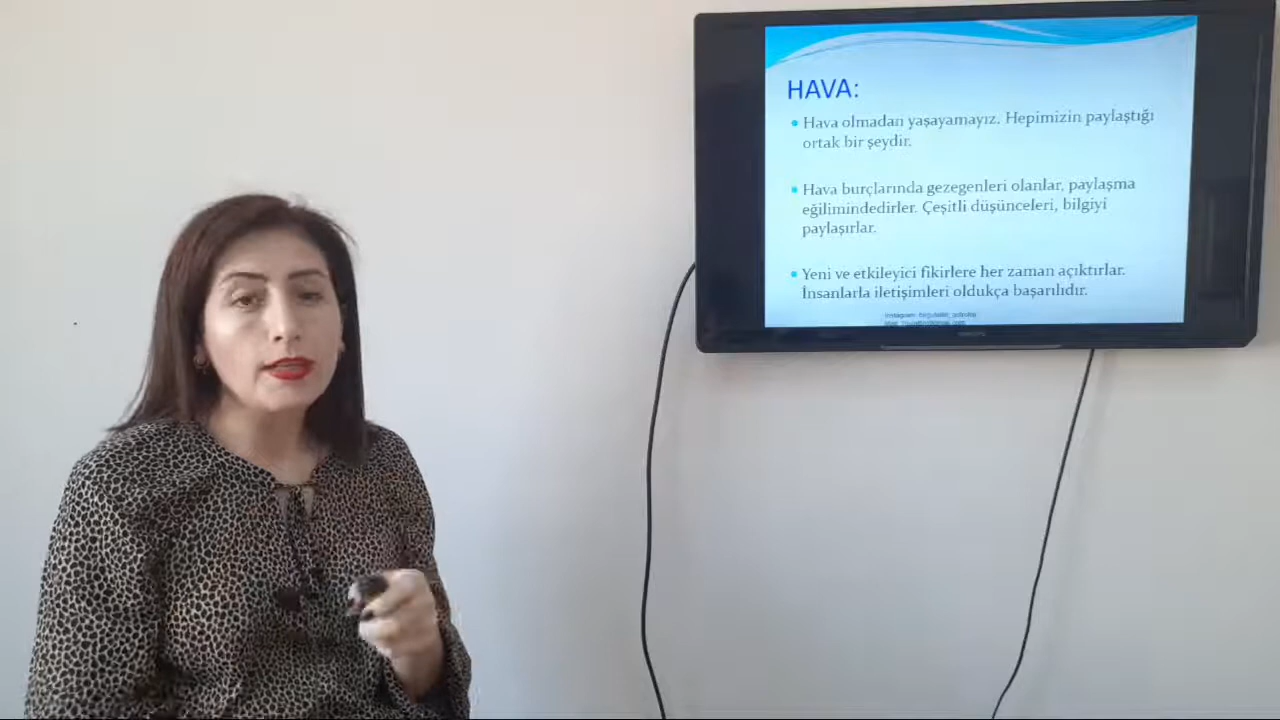 HAVA:
Hava olmadan yaşayamayız. Hepimizin paylaştığı
ortak bir şeydir.
Hava burçlarında gezegenleri olanlar, paylaşma
eğilimindedirler. Çeşitli düşünceleri, bilgiyi
paylaşırlar.
Yeni ve etkileyici fikirlere her zaman açıktırlar.
İnsanlarla iletişimleri oldukça başarılıdır.
Instagram: